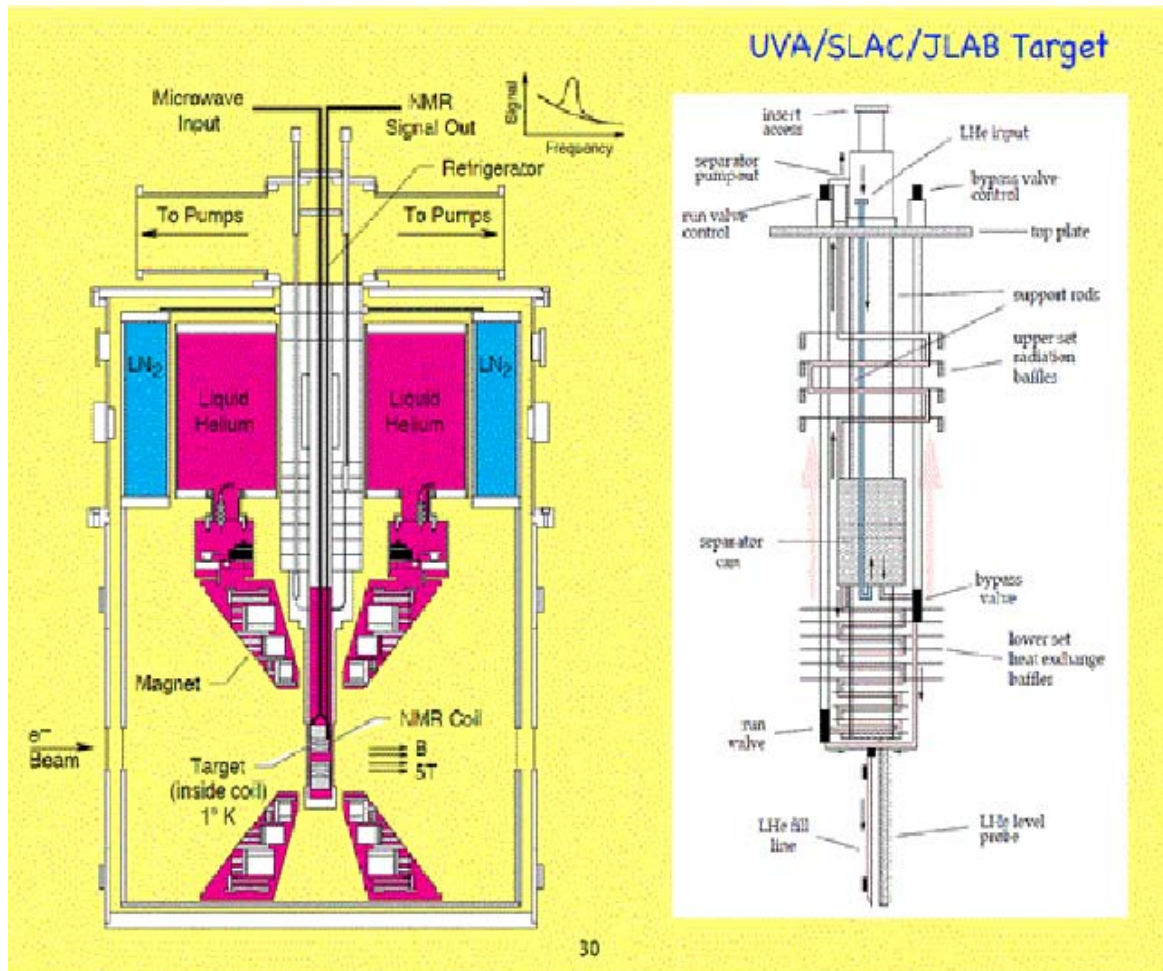 UVA/SLAC/JLAB Target
Microwave
Input
NMR
Signal Out
Signal
Frequency
Refrigerator
To Pumps
To Pumps
LN2
Liquid
Helium
Liquid
Helium
LN2
Magnet
NMR Coil
e–
Beam
Target
(inside coil)
1° K
B
5T
insert
access
LHe input
separator
pumpout
bypass valve
control
run valve
control
top plate
support rods
upper set
radiation
baffles
separator
can
bypass
valve
lower set
heat exchange
baffles
run
valve
LHe fill
line
LHe level
probe
30